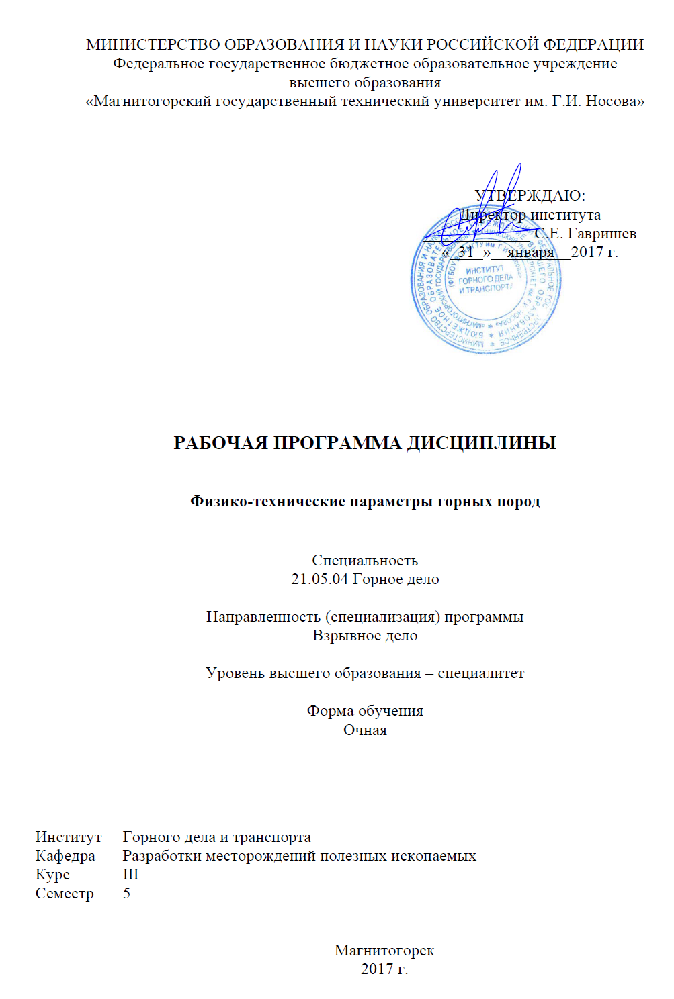 МИНИСТЕРСТВО ОБРАЗОВАНИЯ И НАУКИ РОССИЙСКОЙ ФЕДЕРАЦИИ
Федеральное государственное бюджетное образовательное учреждение
высшего образования
«Магнитогорский государственный технический университет им. Г.И. Носова»
УТВЕРЖДАЮ:
Директор института
С.Е. Гавришев
« 31 » января 2017 г.
ИНСТИТУТ
ГОРНОГО ДЕЛА
И ТРАНСПОРТА
РАБОЧАЯ ПРОГРАММА ДИСЦИПЛИНЫ
Физико-технические параметры горных пород
Специальность
21.05.04 Горное дело
Направленность (специализация) программы
Взрывное дело
Уровень высшего образования – специалитет
Форма обучения
Очная
Институт Горного дела и транспорта
Кафедра Разработки месторождений полезных ископаемых
Курс III
Семестр 5
Магнитогорск
2017 г.